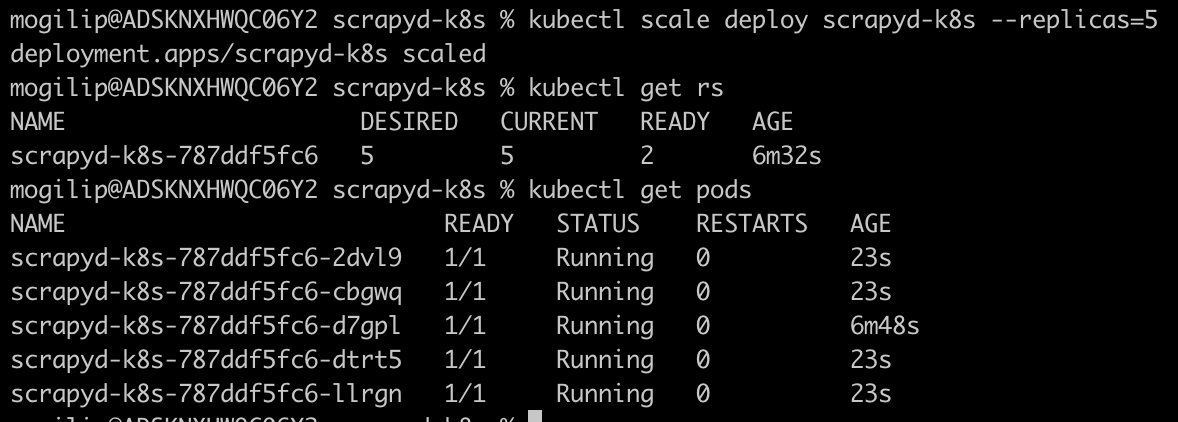 mogilip@ADSKNXHWQC06Y2 scrapyd-k8s % kubectl scale deploy scrapyd-k8s --replicas=5
deployment.apps/scrapyd-k8s scaled
mogilip@ADSKNXHWQC06Y2 scrapyd-k8s % kubectl get rs
NAME DESIRED CURRENT READY AGE
scrapyd-k8s-787ddf5fc6 5 5 2 6m32s
mogilip@ADSKNXHWQC06Y2 scrapyd-k8s % kubectl get pods
NAME READY STATUS RESTARTS AGE
scrapyd-k8s-787ddf5fc6-2dvl9 1/1 Running 0 23s
scrapyd-k8s-787ddf5fc6-cbgwq 1/1 Running 0 23s
scrapyd-k8s-787ddf5fc6-d7gpl 1/1 Running 0 6m48s
scrapyd-k8s-787ddf5fc6-dtrt5 1/1 Running 0 23s
scrapyd-k8s-787ddf5fc6-llrgn 1/1 Running 0 23s
mogilip@ADSKNXHWQC06Y2 scrapyd-k8s %